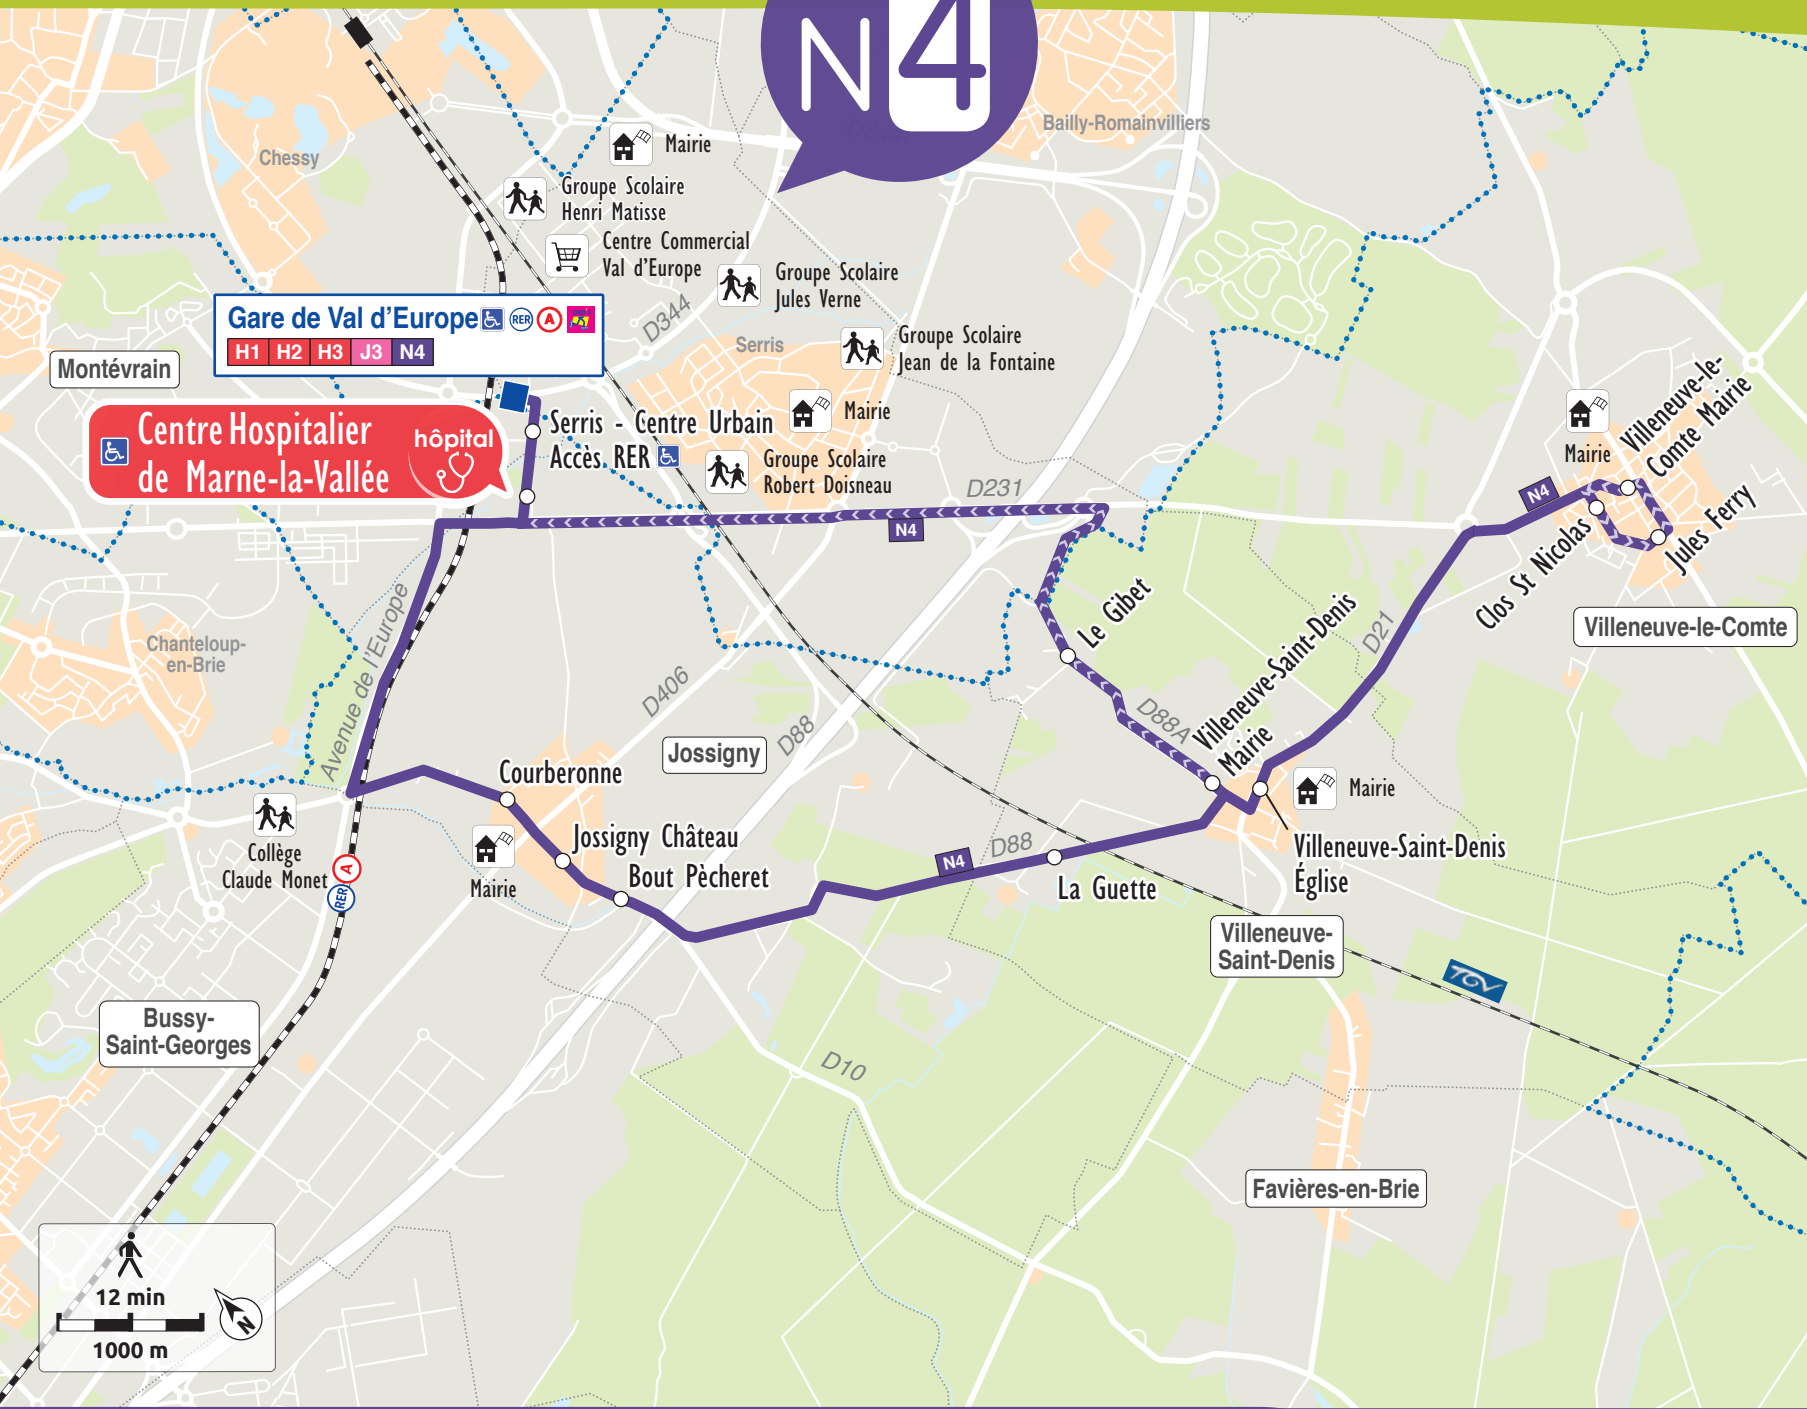 N4
Bailly-Romainvilliers
Chessy
Mairie
Groupe Scolaire
Henri Matisse
Centre Commercial
Val d'Europe
Groupe Scolaire
Jules Verne
D344
Serris
Groupe Scolaire
Jean de la Fontaine
Gare de Val d'Europe RER A
H1 H2 H3 J3 N4
Montévrain
Centre Hospitalier
de Marne-la-Vallée
hôpital
Serris - Centre Urbain
Accès RER
Mairie
Groupe Scolaire
Robert Doisneau
D231
N4
Mairie
Villeneuve-le-
Comte Mairie
N4
Clos St Nicolas
Jules Ferry
Villeneuve-le-Comte
D21
Le Gibet
Villeneuve-Saint-Denis
Mairie
D88A
Chanteloup-
en-Brie
Avenue de l'Europe
D406
D88
Jossigny
Courberonne
Jossigny Château
Bout Pècheret
Mairie
Collège
Claude Monet
A
RER
N4
D88
La Guette
Mairie
Villeneuve-Saint-Denis
Église
Villeneuve-
Saint-Denis
TGV
Bussy-
Saint-Georges
D10
Favières-en-Brie
12 min
1000 m
N